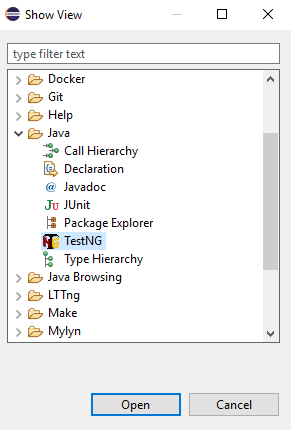 Show View
type filter text
Docker
Git
Help
Java
Call Hierarchy
Declaration
@ Javadoc
JU JUnit
Package Explorer
TestNG
Type Hierarchy
Java Browsing
LTTng
Make
Mylyn
Open Cancel